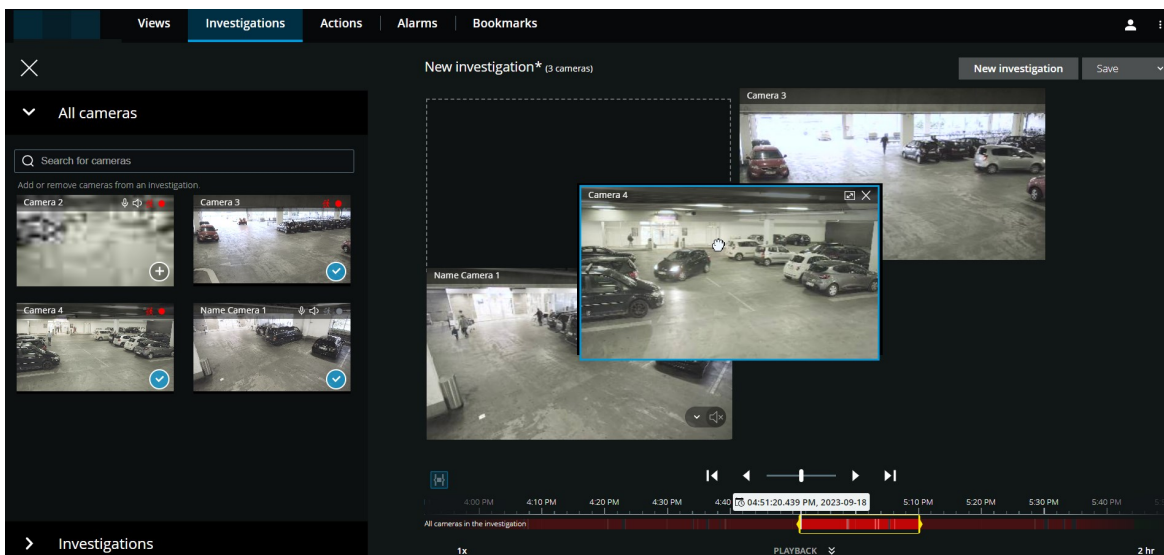 Views Investigations Actions Alarms Bookmarks
New investigation* (3 cameras)
New investigation Save
All cameras
Search for cameras
Add or remove cameras from an investigation.
Camera 2
Camera 3
Camera 4
Name Camera 1
Camera 3
Camera 4
Name Camera 1
4:00 PM 4:10 PM 4:20 PM 4:30 PM 4:40 04:51:20.439 PM, 2023-09-18 5:10 PM 5:20 PM 5:30 PM 5:40 PM
All cameras in the investigation
Investigations
1x PLAYBACK 2 hr